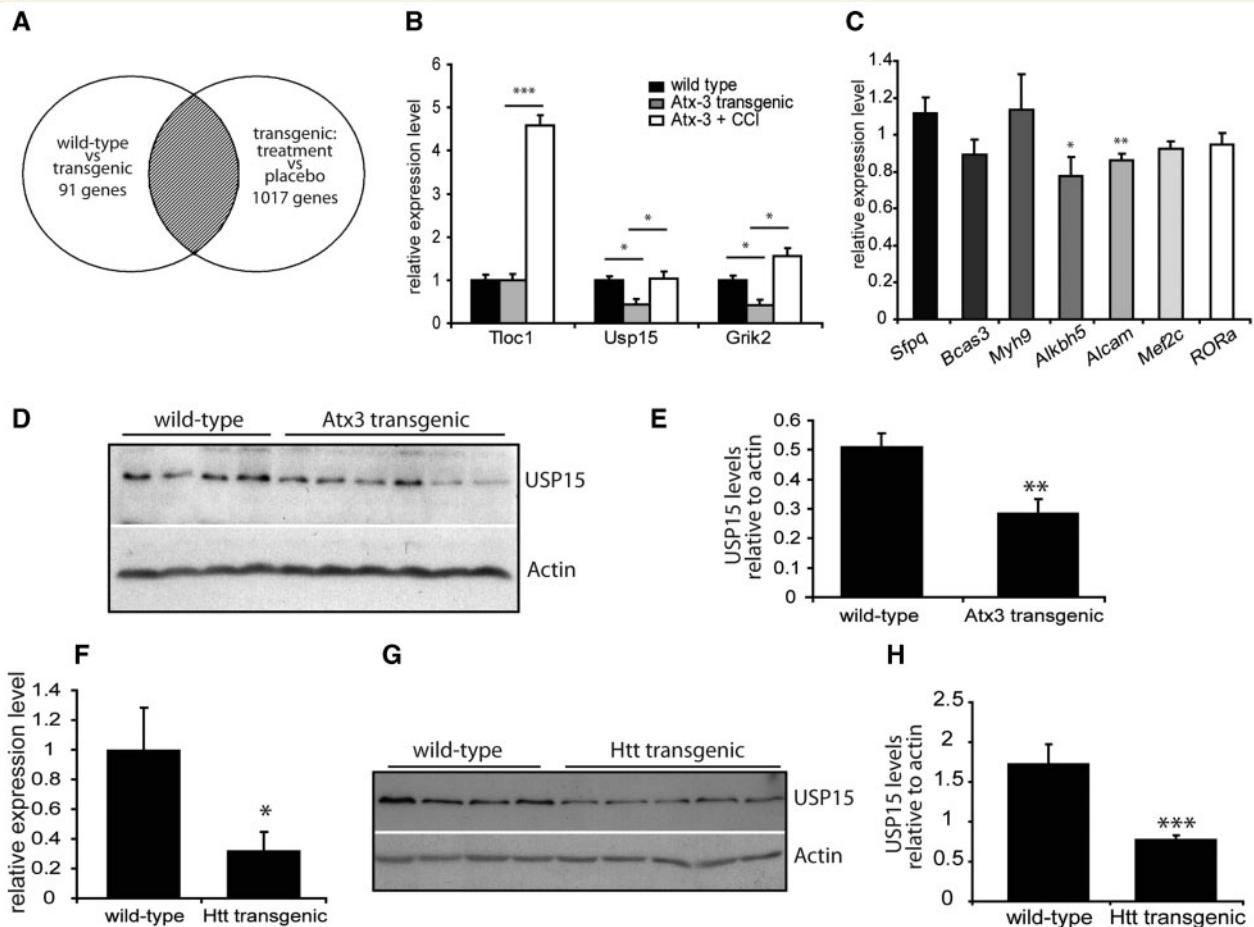 A
wild-type
vs
transgenic
91 genes
transgenic:
treatment
vs
placebo
1017 genes
B
relative expression level
6
5
4
3
2
1
0
***
*
*
*
*
wild type
Atx-3 transgenic
Atx-3 + CCI
Tloc1
Usp15
Grik2
C
relative expression level
1.4
1.2
1
0.8
0.6
0.4
0.2
0
*
**
Sfpq
Bcas3
Myh9
Alkbh5
Alcam
Mef2c
RORa
D
wild-type
Atx3 transgenic
USP15
Actin
E
USP15 levels
relative to actin
0.6
0.5
0.4
0.3
0.2
0.1
0
**
wild-type
Atx3 transgenic
F
relative expression level
1.4
1.2
1
0.8
0.6
0.4
0.2
0
*
wild-type
Htt transgenic
G
wild-type
Htt transgenic
USP15
Actin
H
USP15 levels
relative to actin
2.5
2
1.5
1
0.5
0
***
wild-type
Htt transgenic